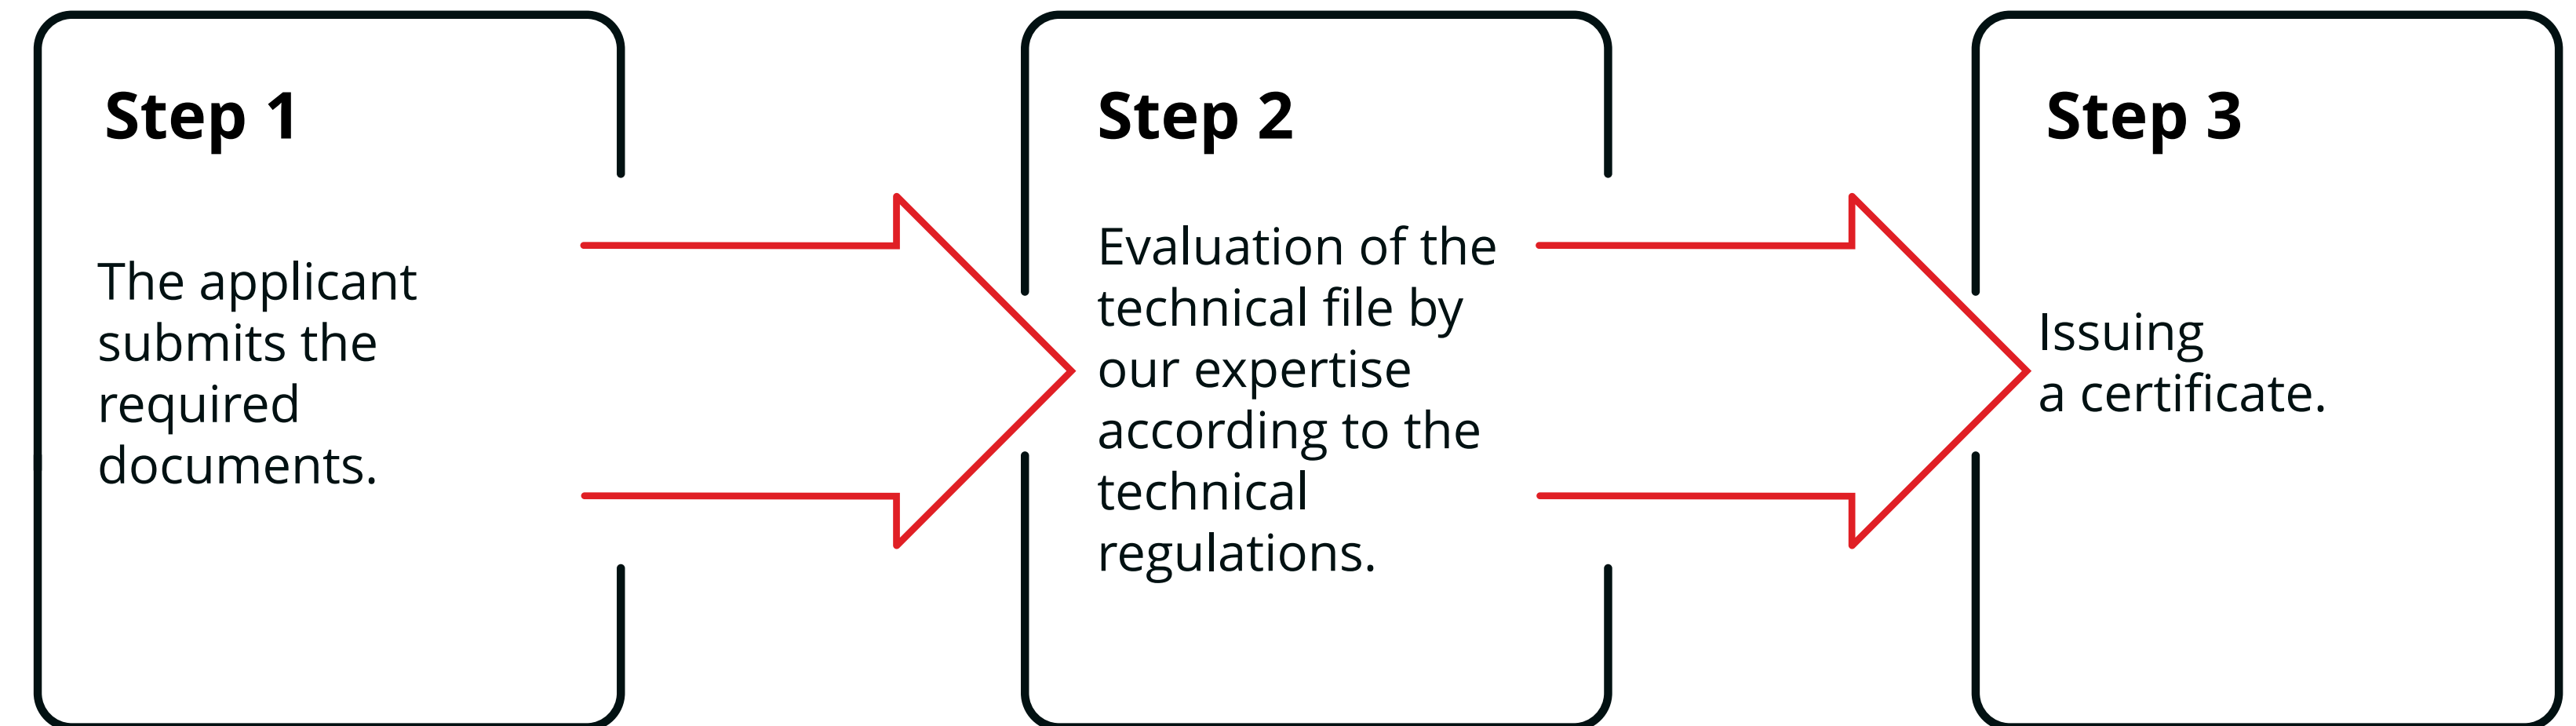 Step 1
The applicant
submits the
required
documents.
Step 2
Evaluation of the
technical file by
our expertise
according to the
technical
regulations.
Step 3
Issuing
a certificate.